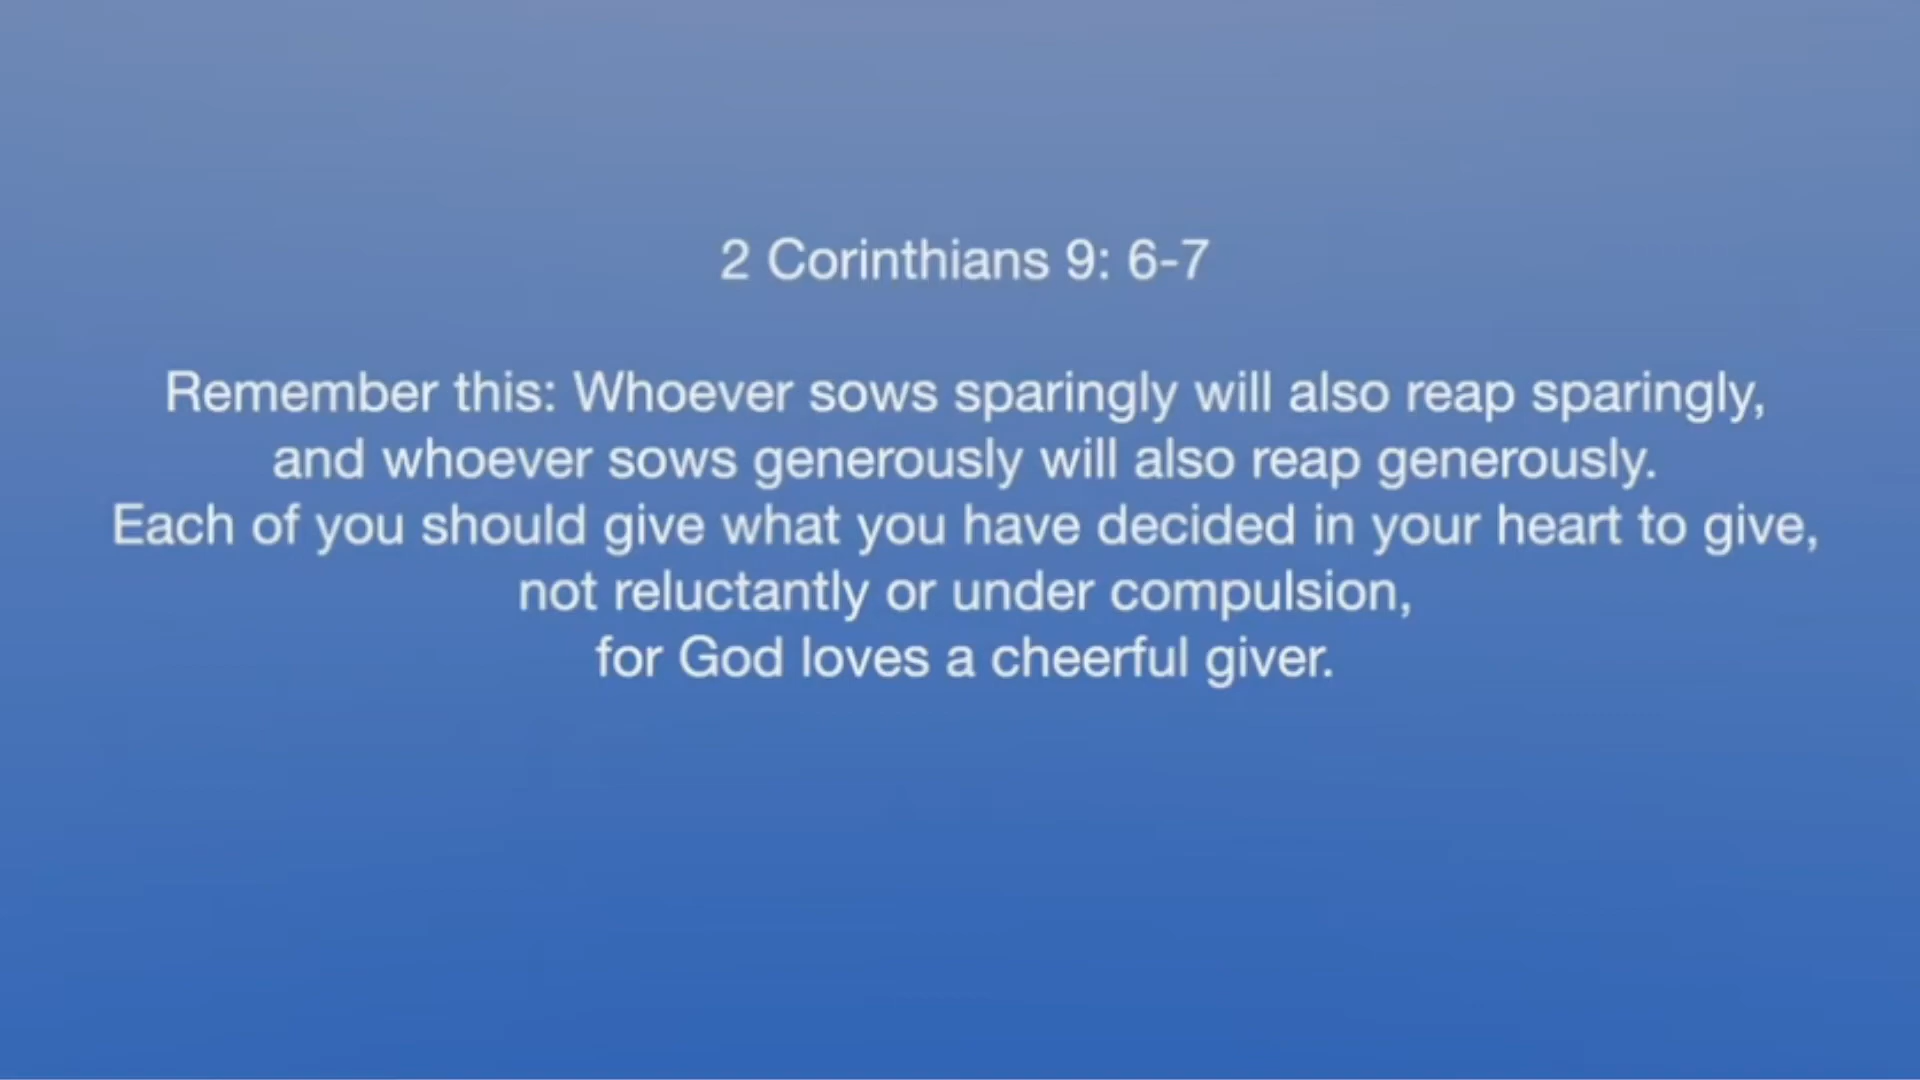 2 Corinthians 9: 6-7
Remember this: Whoever sows sparingly will also reap sparingly,
and whoever sows generously will also reap generously.
Each of you should give what you have decided in your heart to give,
not reluctantly or under compulsion,
for God loves a cheerful giver.